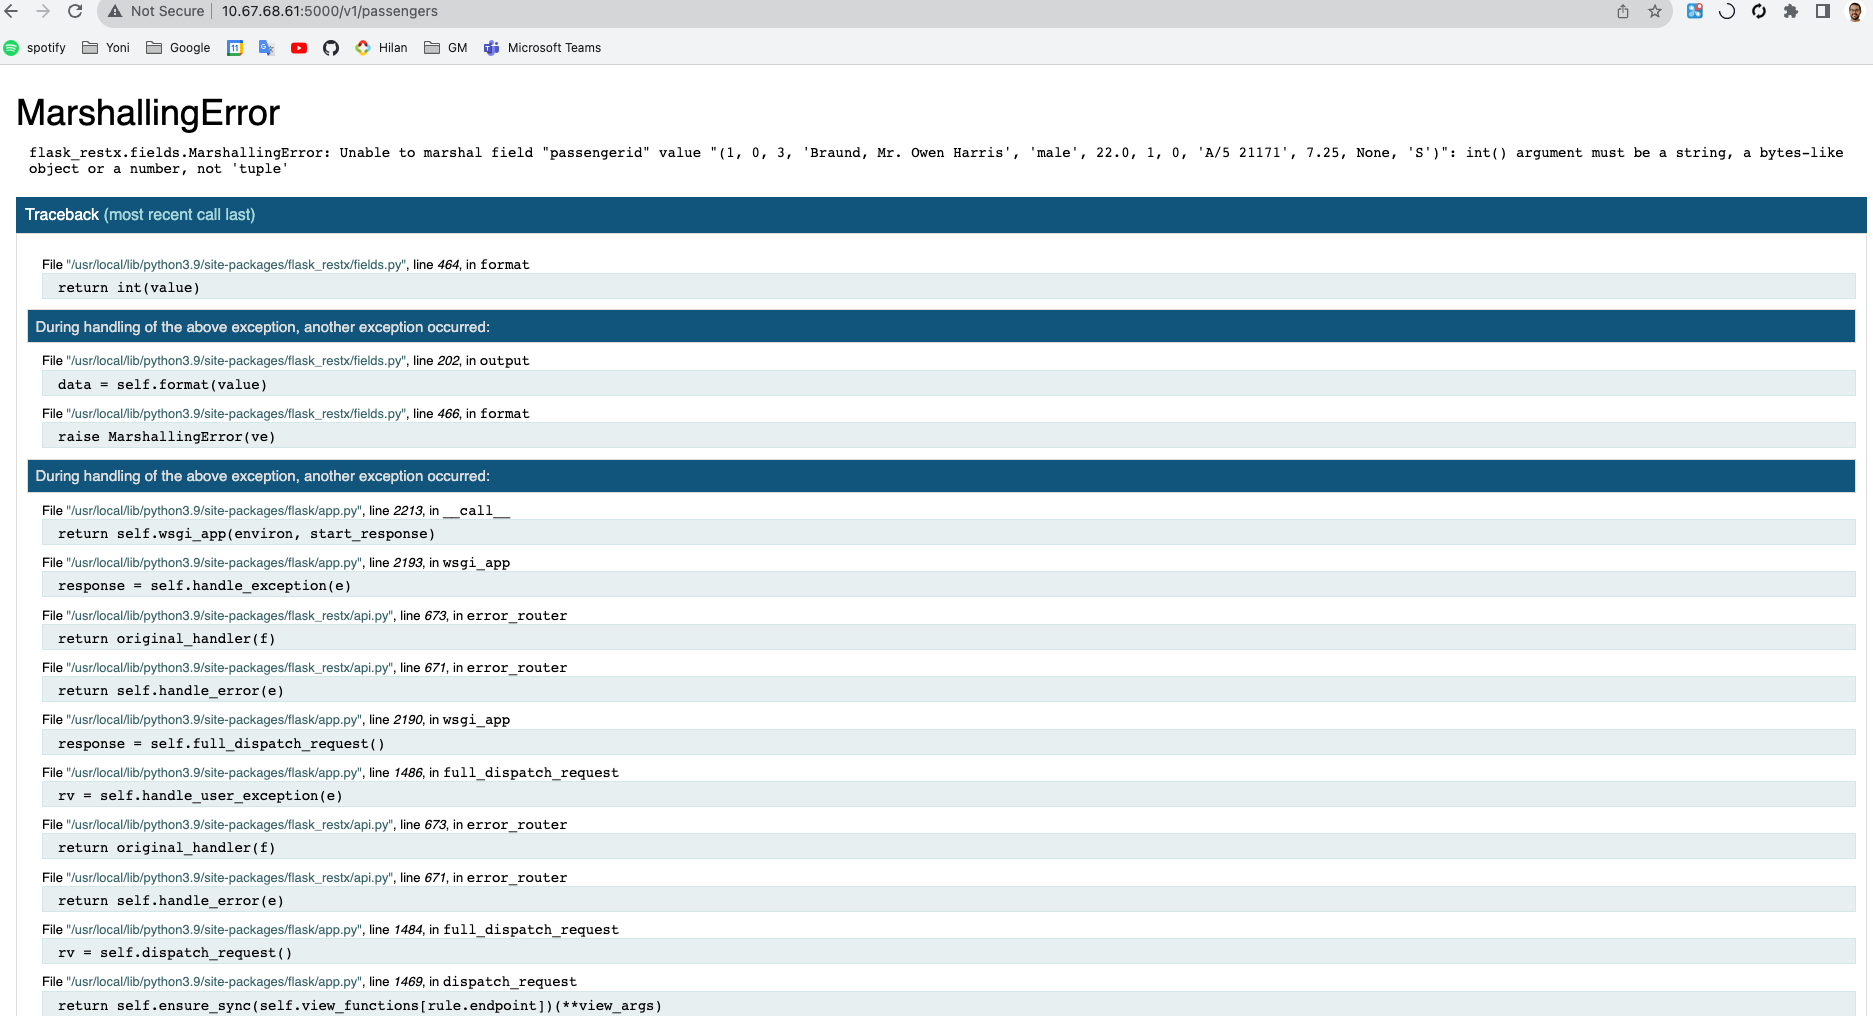 Not Secure | 10.67.68.61:5000/v1/passengers
spotify Yoni Google 11 G Hilan GM Microsoft Teams
MarshallingError
flask_restx.fields.MarshallingError: Unable to marshal field "passengerid" value "(1, 0, 3, 'Braund, Mr. Owen Harris', 'male', 22.0, 1, 0, 'A/5 21171', 7.25, None, 'S')": int() argument must be a string, a bytes-like
object or a number, not 'tuple'
Traceback (most recent call last)
File "/usr/local/lib/python3.9/site-packages/flask_restx/fields.py", line 464, in format
return int(value)
During handling of the above exception, another exception occurred:
File "/usr/local/lib/python3.9/site-packages/flask_restx/fields.py", line 202, in output
data = self.format(value)
File "/usr/local/lib/python3.9/site-packages/flask_restx/fields.py", line 466, in format
raise MarshallingError(ve)
During handling of the above exception, another exception occurred:
File "/usr/local/lib/python3.9/site-packages/flask/app.py", line 2213, in __call__
return self.wsgi_app(environ, start_response)
File "/usr/local/lib/python3.9/site-packages/flask/app.py", line 2193, in wsgi_app
response = self.handle_exception(e)
File "/usr/local/lib/python3.9/site-packages/flask_restx/api.py", line 673, in error_router
return original_handler(f)
File "/usr/local/lib/python3.9/site-packages/flask_restx/api.py", line 671, in error_router
return self.handle_error(e)
File "/usr/local/lib/python3.9/site-packages/flask/app.py", line 2190, in wsgi_app
response = self.full_dispatch_request()
File "/usr/local/lib/python3.9/site-packages/flask/app.py", line 1486, in full_dispatch_request
rv = self.handle_user_exception(e)
File "/usr/local/lib/python3.9/site-packages/flask_restx/api.py", line 673, in error_router
return original_handler(f)
File "/usr/local/lib/python3.9/site-packages/flask_restx/api.py", line 671, in error_router
return self.handle_error(e)
File "/usr/local/lib/python3.9/site-packages/flask/app.py", line 1484, in full_dispatch_request
rv = self.dispatch_request()
File "/usr/local/lib/python3.9/site-packages/flask/app.py", line 1469, in dispatch_request
return self.ensure_sync(self.view_functions[rule.endpoint])(**view_args)